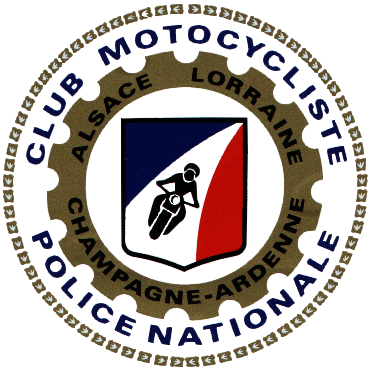 CLUB MOTOCYCLISTE
POLICE NATIONALE
ALSACE LORRAINE
CHAMPAGNE-ARDENNE